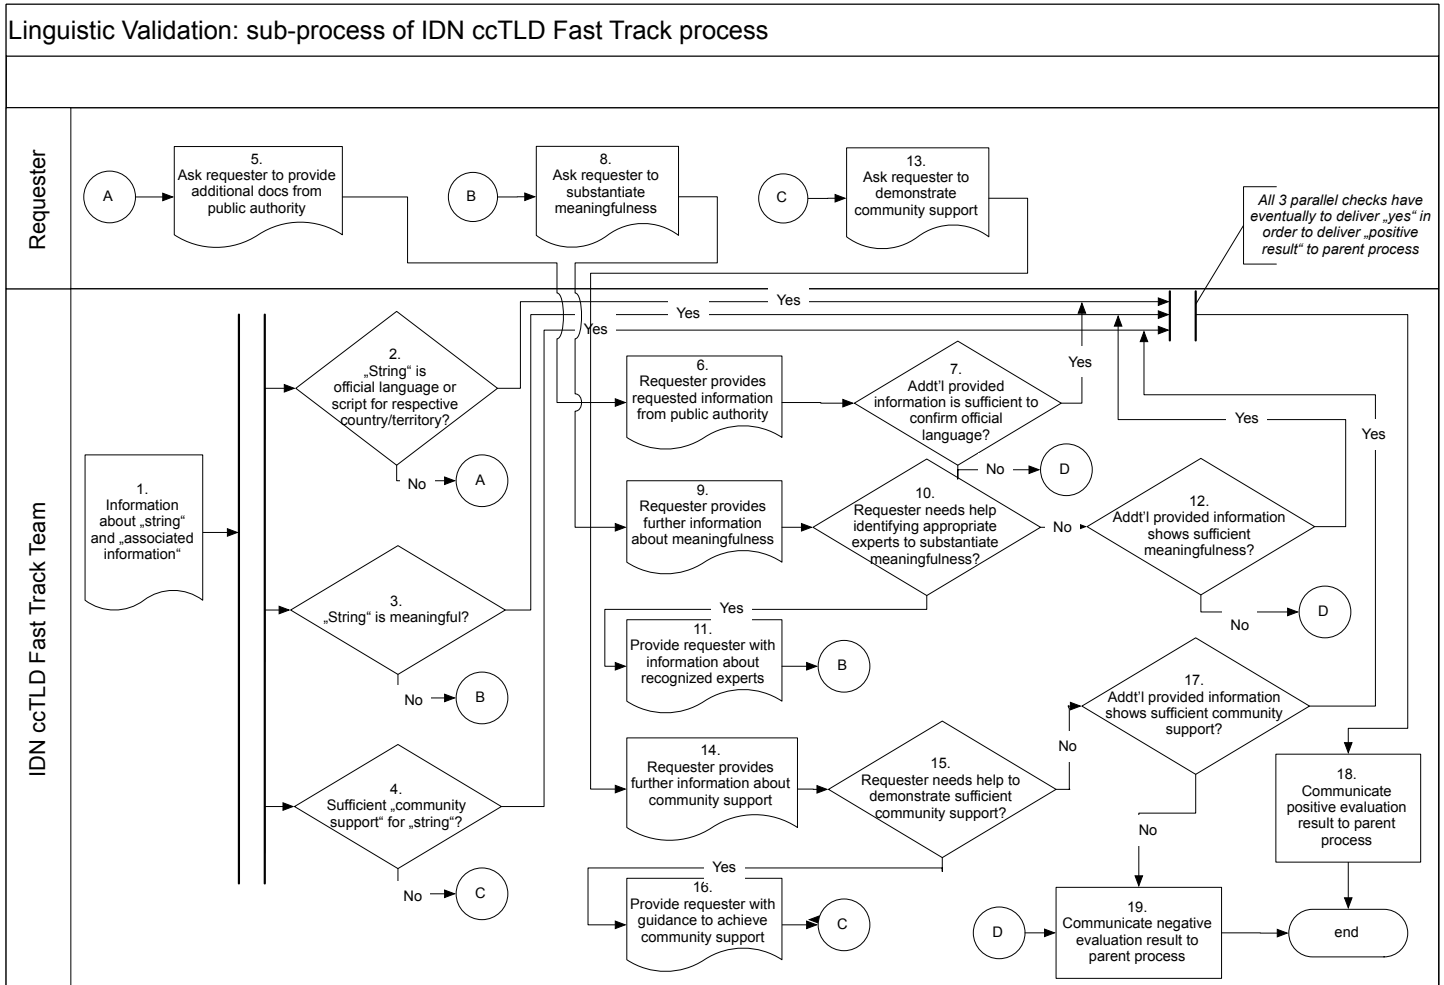 Linguistic Validation: sub-process of IDN ccTLD Fast Track process
Requester
A
5.
Ask requester to provide
additional docs from
public authority
B
8.
Ask requester to
substantiate
meaningfulness
C
13.
Ask requester to
demonstrate
community support
All 3 parallel checks have
eventually to deliver „yes“ in
order to deliver „positive
result“ to parent process
IDN ccTLD Fast Track Team
1.
Information
about „string“
and „associated
information“
2.
„String“ is
official language or
script for respective
country/territory?
Yes
No
A
3.
„String“ is meaningful?
Yes
No
B
4.
Sufficient „community
support“ for „string“?
Yes
No
C
6.
Requester provides
requested information
from public authority
7.
Addt’l provided
information is sufficient to
confirm official
language?
Yes
No
D
9.
Requester provides
further information
about meaningfulness
10.
Requester needs help
identifying appropriate
experts to substantiate
meaningfulness?
No
Yes
12.
Addt’l provided information
shows sufficient
meaningfulness?
Yes
No
D
11.
Provide requester with
information about
recognized experts
B
14.
Requester provides
further information about
community support
15.
Requester needs help to
demonstrate sufficient
community support?
No
Yes
17.
Addt’l provided information
shows sufficient community
support?
Yes
No
16.
Provide requester with
guidance to achieve
community support
C
18.
Communicate
positive evaluation
result to parent
process
D
19.
Communicate negative
evaluation result to
parent process
end